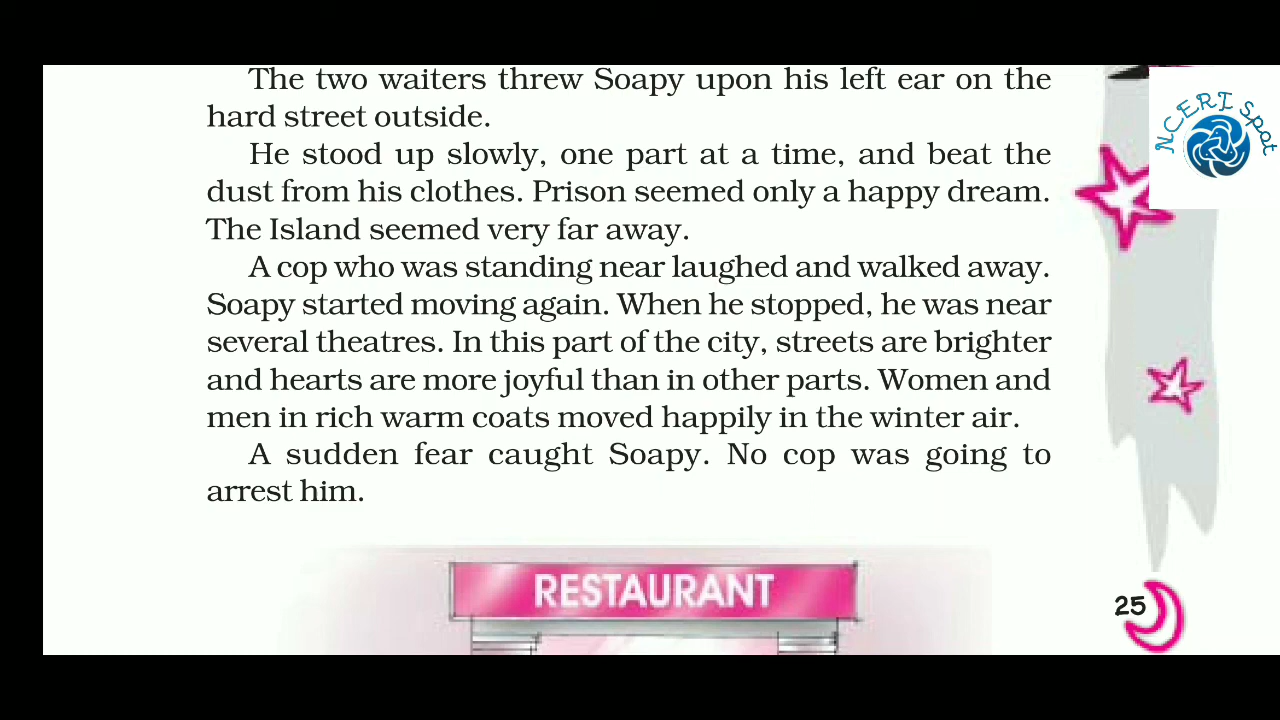 The two waiters threw Soapy upon his left ear on the
hard street outside.
He stood up slowly, one part at a time, and beat the
dust from his clothes. Prison seemed only a happy dream.
The Island seemed very far away.
A cop who was standing near laughed and walked away.
Soapy started moving again. When he stopped, he was near
several theatres. In this part of the city, streets are brighter
and hearts are more joyful than in other parts. Women and
men in rich warm coats moved happily in the winter air.
A sudden fear caught Soapy. No cop was going to
arrest him.
RESTAURANT
25
NCERT Spot